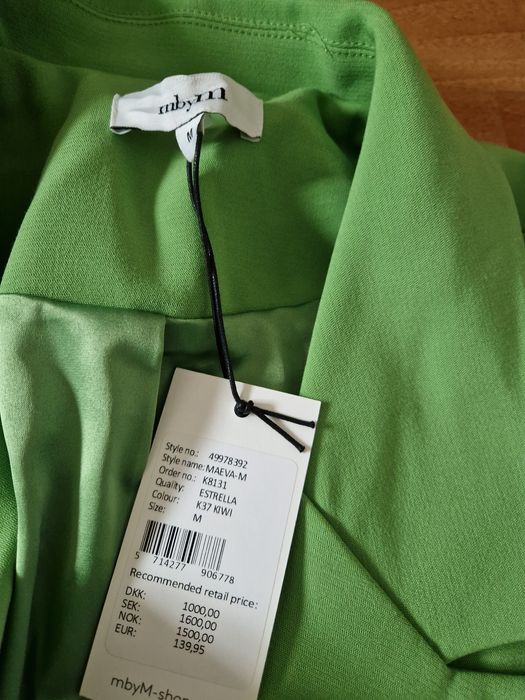 mbyM
M
Style no.: 49978392
Style name: MAEVA-M
Order no.: K8131
Quality: ESTRELLA
Colour: K37 KIWI
Size: M
5 714277 906778
Recommended retail price:
DKK: 1000,00
SEK: 1600,00
NOK: 1500,00
EUR: 139,95
mbyM-shop